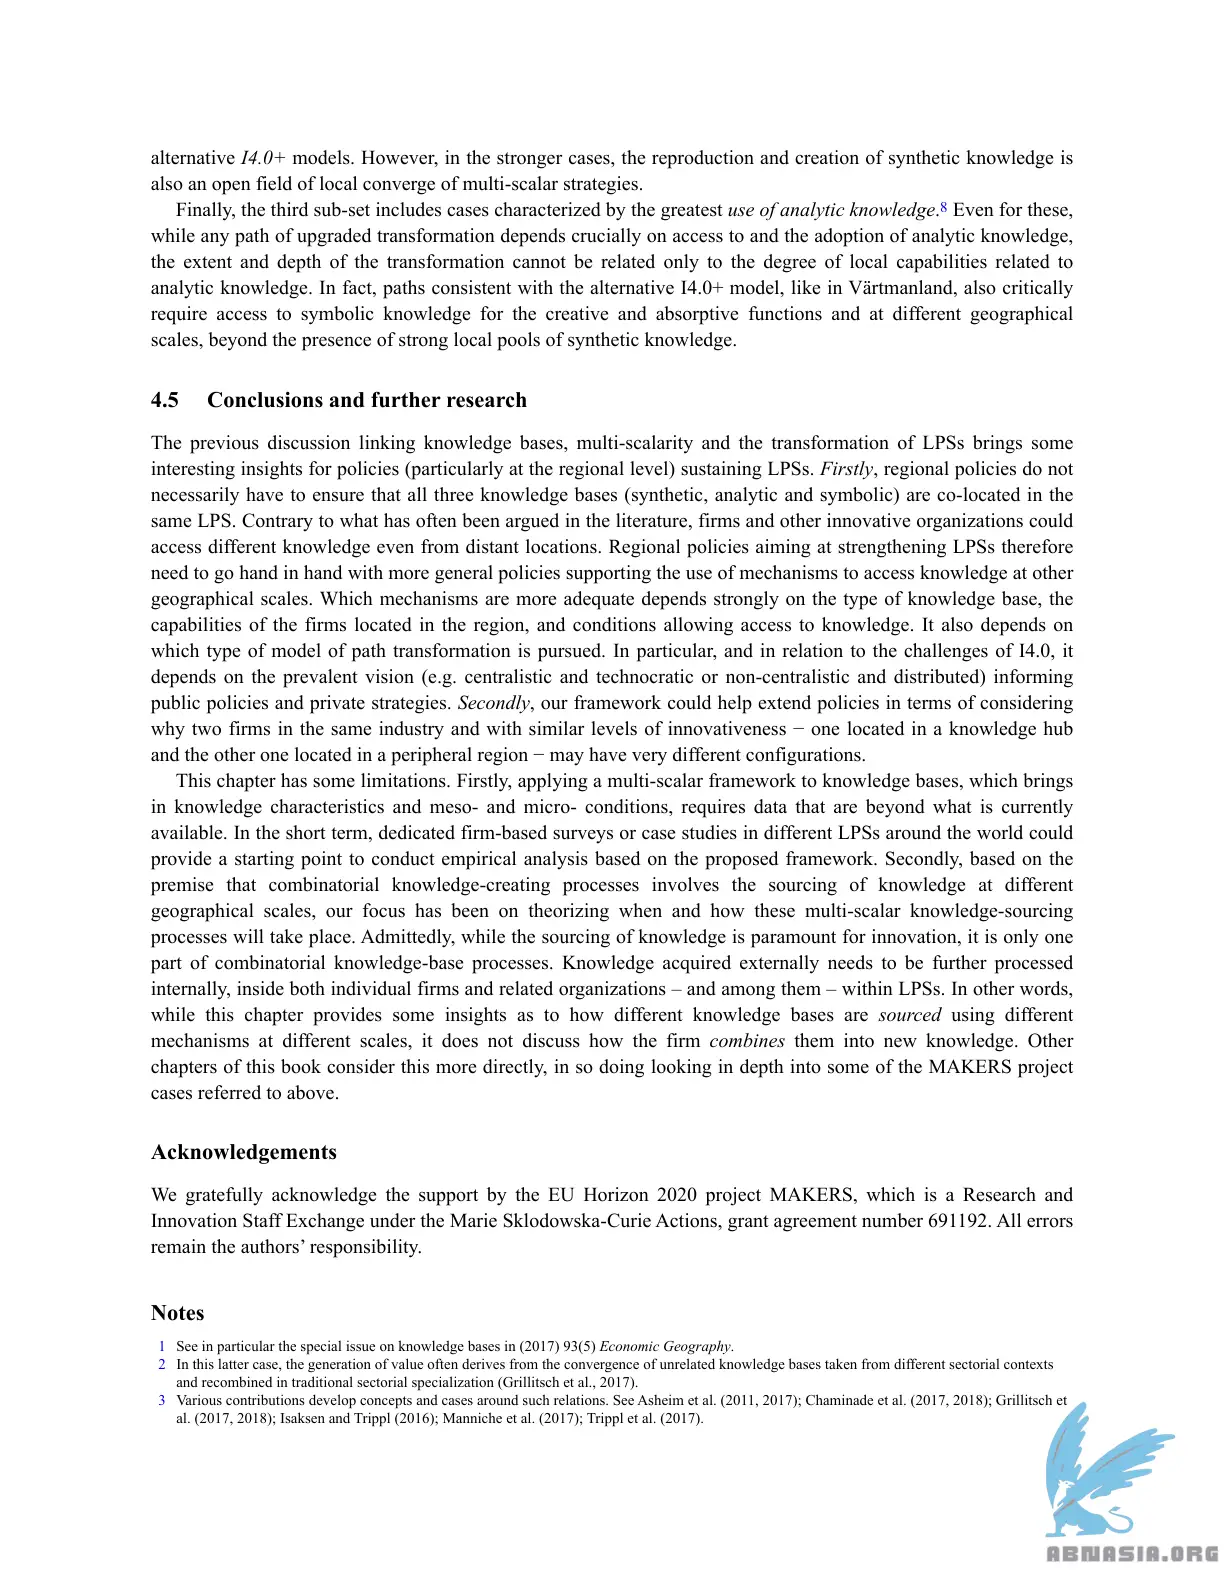 alternative I4.0+ models. However, in the stronger cases, the reproduction and creation of synthetic knowledge is
also an open field of local converge of multi-scalar strategies.
Finally, the third sub-set includes cases characterized by the greatest use of analytic knowledge.8 Even for these,
while any path of upgraded transformation depends crucially on access to and the adoption of analytic knowledge,
the extent and depth of the transformation cannot be related only to the degree of local capabilities related to
analytic knowledge. In fact, paths consistent with the alternative I4.0+ model, like in Värtmanland, also critically
require access to symbolic knowledge for the creative and absorptive functions and at different geographical
scales, beyond the presence of strong local pools of synthetic knowledge.
4.5 Conclusions and further research
The previous discussion linking knowledge bases, multi-scalarity and the transformation of LPSs brings some
interesting insights for policies (particularly at the regional level) sustaining LPSs. Firstly, regional policies do not
necessarily have to ensure that all three knowledge bases (synthetic, analytic and symbolic) are co-located in the
same LPS. Contrary to what has often been argued in the literature, firms and other innovative organizations could
access different knowledge even from distant locations. Regional policies aiming at strengthening LPSs therefore
need to go hand in hand with more general policies supporting the use of mechanisms to access knowledge at other
geographical scales. Which mechanisms are more adequate depends strongly on the type of knowledge base, the
capabilities of the firms located in the region, and conditions allowing access to knowledge. It also depends on
which type of model of path transformation is pursued. In particular, and in relation to the challenges of I4.0, it
depends on the prevalent vision (e.g. centralistic and technocratic or non-centralistic and distributed) informing
public policies and private strategies. Secondly, our framework could help extend policies in terms of considering
why two firms in the same industry and with similar levels of innovativeness − one located in a knowledge hub
and the other one located in a peripheral region − may have very different configurations.
This chapter has some limitations. Firstly, applying a multi-scalar framework to knowledge bases, which brings
in knowledge characteristics and meso- and micro- conditions, requires data that are beyond what is currently
available. In the short term, dedicated firm-based surveys or case studies in different LPSs around the world could
provide a starting point to conduct empirical analysis based on the proposed framework. Secondly, based on the
premise that combinatorial knowledge-creating processes involves the sourcing of knowledge at different
geographical scales, our focus has been on theorizing when and how these multi-scalar knowledge-sourcing
processes will take place. Admittedly, while the sourcing of knowledge is paramount for innovation, it is only one
part of combinatorial knowledge-base processes. Knowledge acquired externally needs to be further processed
internally, inside both individual firms and related organizations – and among them – within LPSs. In other words,
while this chapter provides some insights as to how different knowledge bases are sourced using different
mechanisms at different scales, it does not discuss how the firm combines them into new knowledge. Other
chapters of this book consider this more directly, in so doing looking in depth into some of the MAKERS project
cases referred to above.
Acknowledgements
We gratefully acknowledge the support by the EU Horizon 2020 project MAKERS, which is a Research and
Innovation Staff Exchange under the Marie Sklodowska-Curie Actions, grant agreement number 691192. All errors
remain the authors’ responsibility.
Notes
1 See in particular the special issue on knowledge bases in (2017) 93(5) Economic Geography.
2 In this latter case, the generation of value often derives from the convergence of unrelated knowledge bases taken from different sectorial contexts
and recombined in traditional sectorial specialization (Grillitsch et al., 2017).
3 Various contributions develop concepts and cases around such relations. See Asheim et al. (2011, 2017); Chaminade et al. (2017, 2018); Grillitsch et
al. (2017, 2018); Isaksen and Trippl (2016); Manniche et al. (2017); Trippl et al. (2017).
ABNASIA.ORG